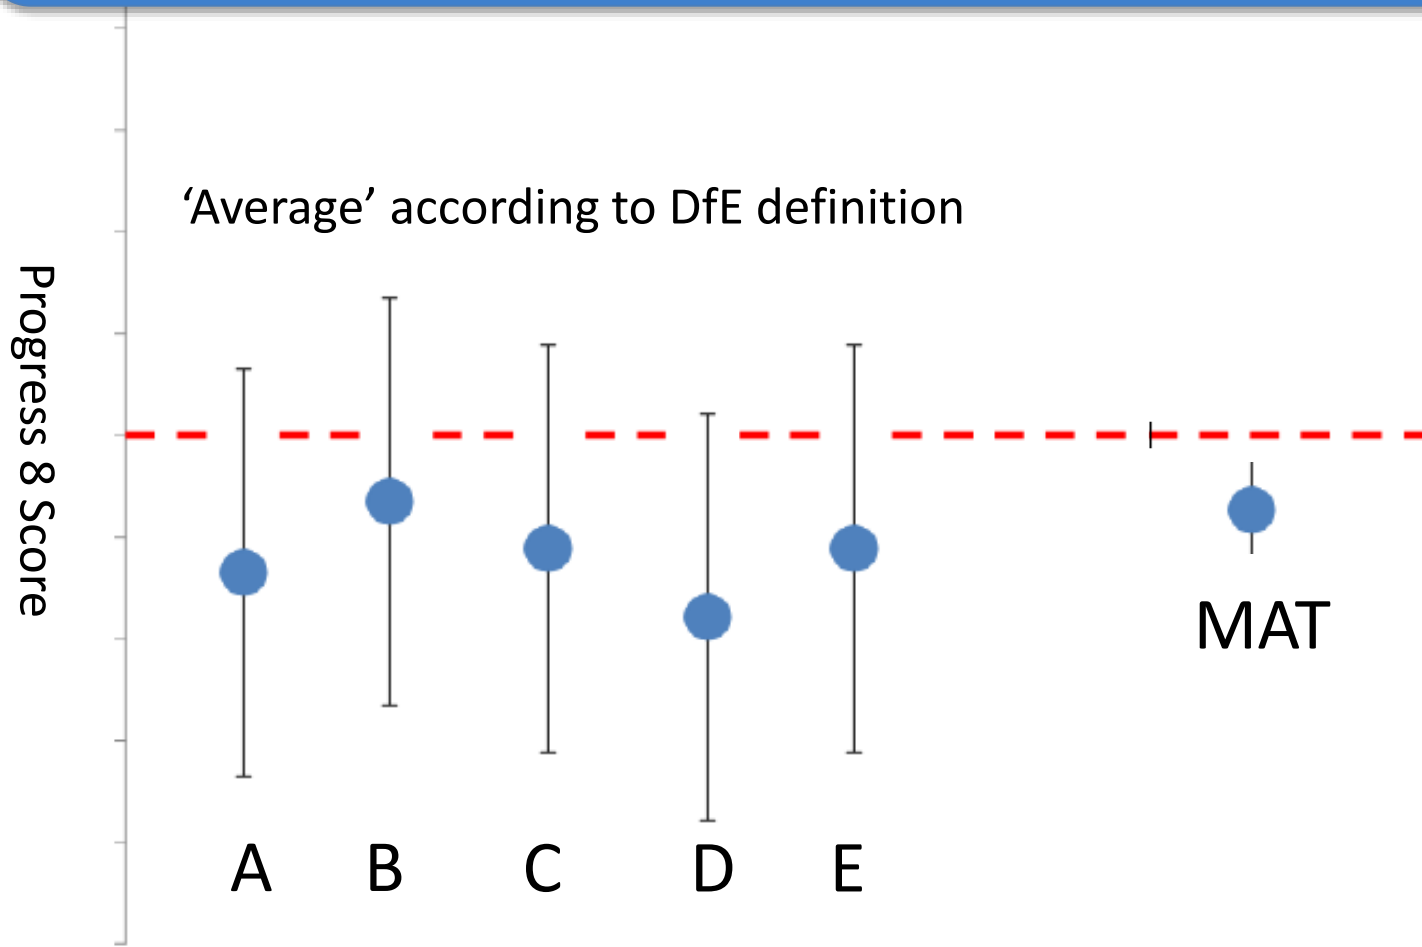 ‘Average’ according to DfE definition
Progress 8 Score
MAT
A B C D E